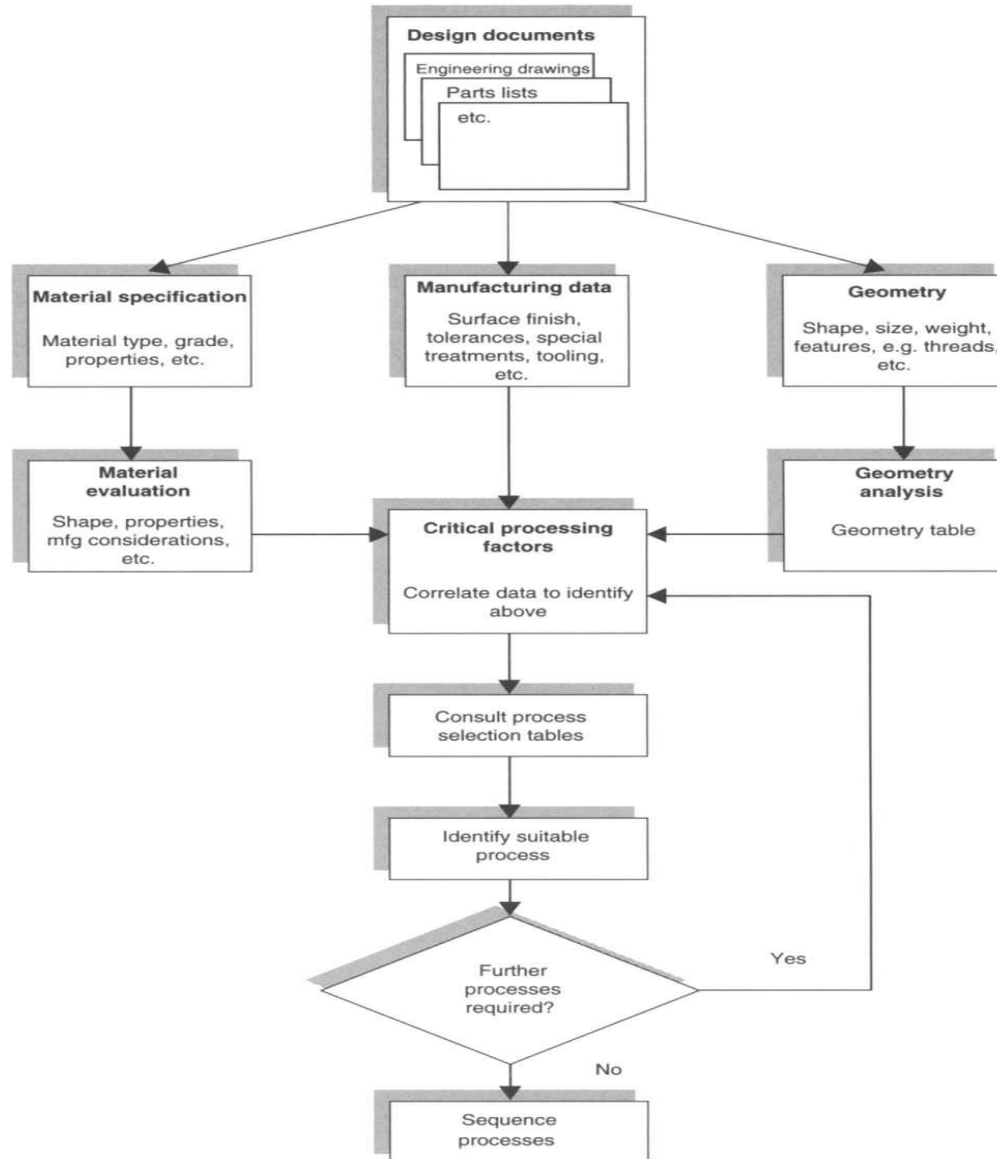 Design documents
Engineering drawings
Parts lists
etc.
Material specification
Material type, grade,
properties, etc.
Manufacturing data
Surface finish,
tolerances, special
treatments, tooling,
etc.
Geometry
Shape, size, weight,
features, e.g. threads,
etc.
Material
evaluation
Shape, properties,
mfg considerations,
etc.
Critical processing
factors
Correlate data to identify
above
Geometry
analysis
Geometry table
Consult process
selection tables
Identify suitable
process
Further
processes
required?
Yes
No
Sequence
processes